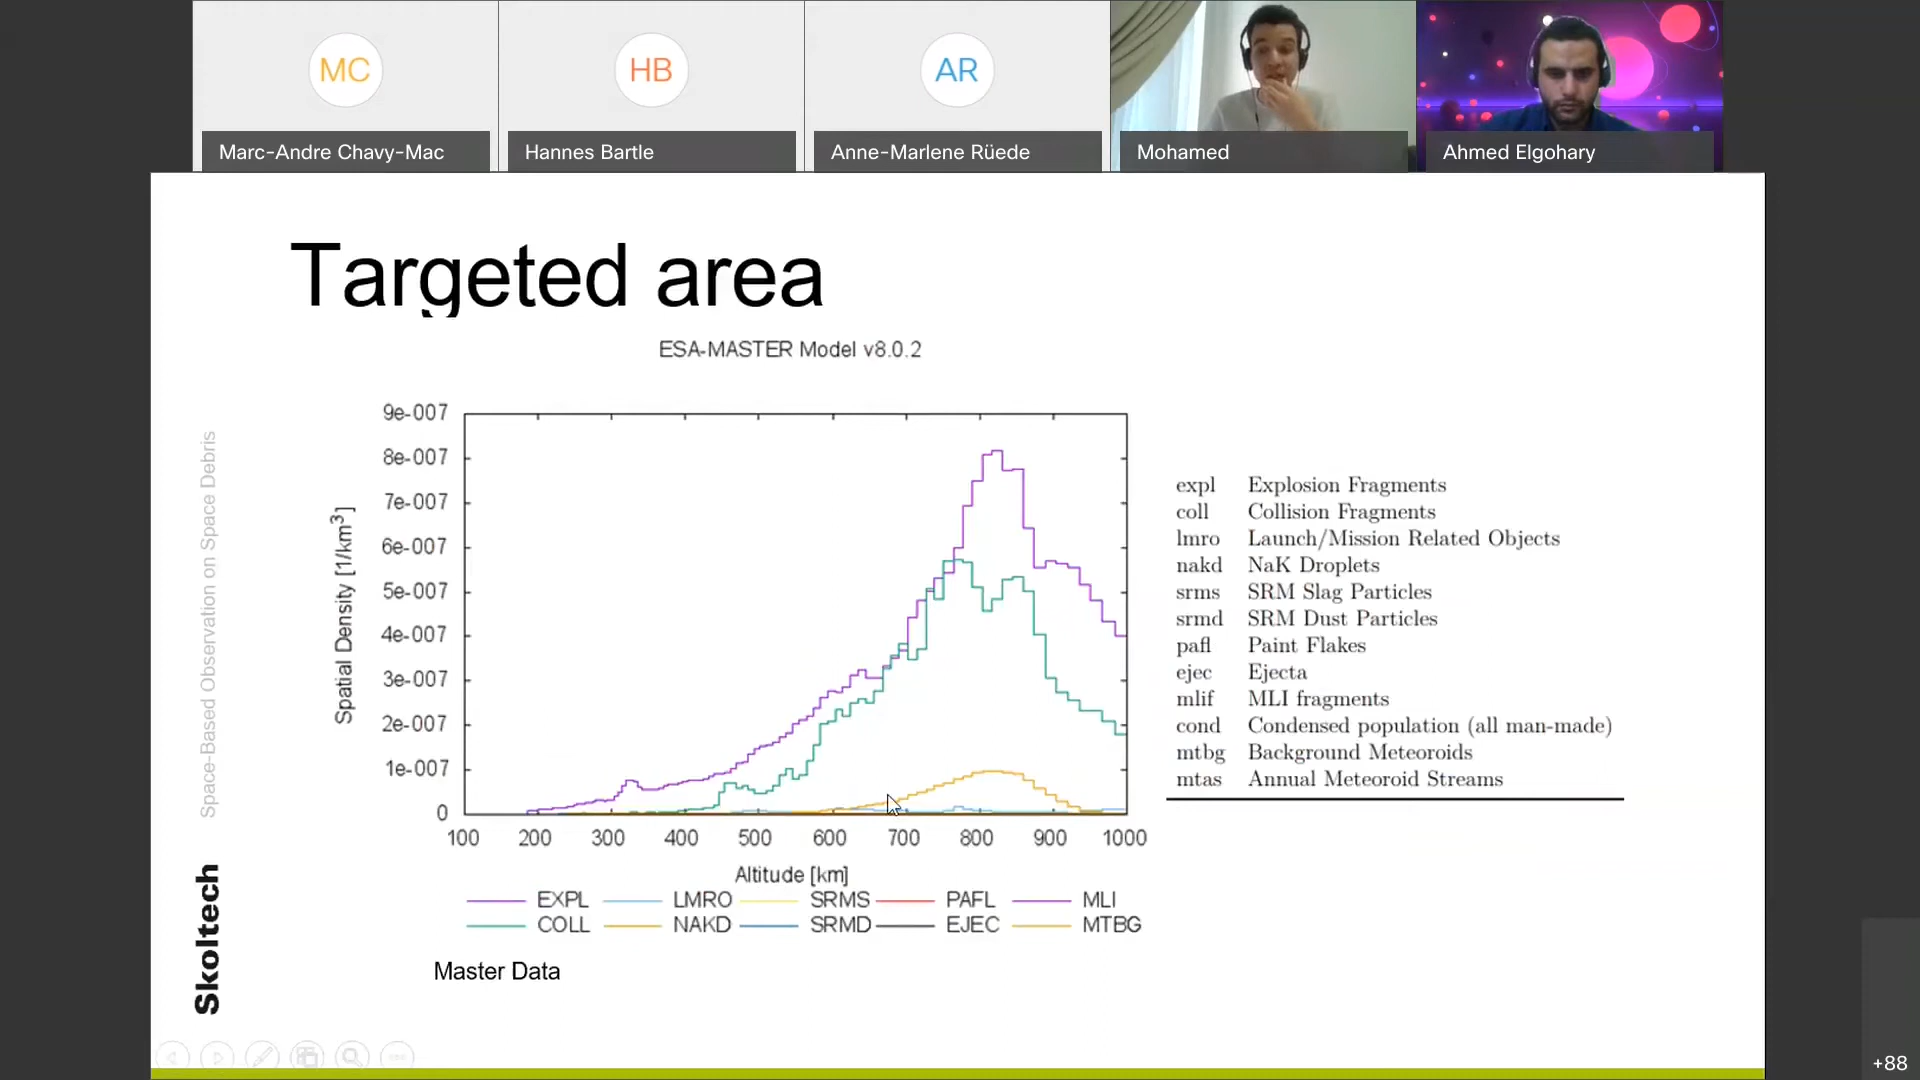 MC
HB
AR
Marc-Andre Chavy-Mac
Hannes Bartle
Anne-Marlene Rüede
Mohamed
Ahmed Elgohary
Targeted area
ESA-MASTER Model v8.0.2
Space-Based Observation on Space Debris
Skoltech
Spatial Density [1/km³]
9e-007
8e-007
7e-007
6e-007
5e-007
4e-007
3e-007
2e-007
1e-007
0
100 200 300 400 500 600 700 800 900 1000
Altitude [km]
EXPL LMRO SRMS PAFL MLI
COLL NAKD SRMD EJEC MTBG
Master Data
expl Explosion Fragments
coll Collision Fragments
lmro Launch/Mission Related Objects
nakd NaK Droplets
srms SRM Slag Particles
srmd SRM Dust Particles
pafl Paint Flakes
ejec Ejecta
mlif MLI fragments
cond Condensed population (all man-made)
mtbg Background Meteoroids
mtas Annual Meteoroid Streams
+88